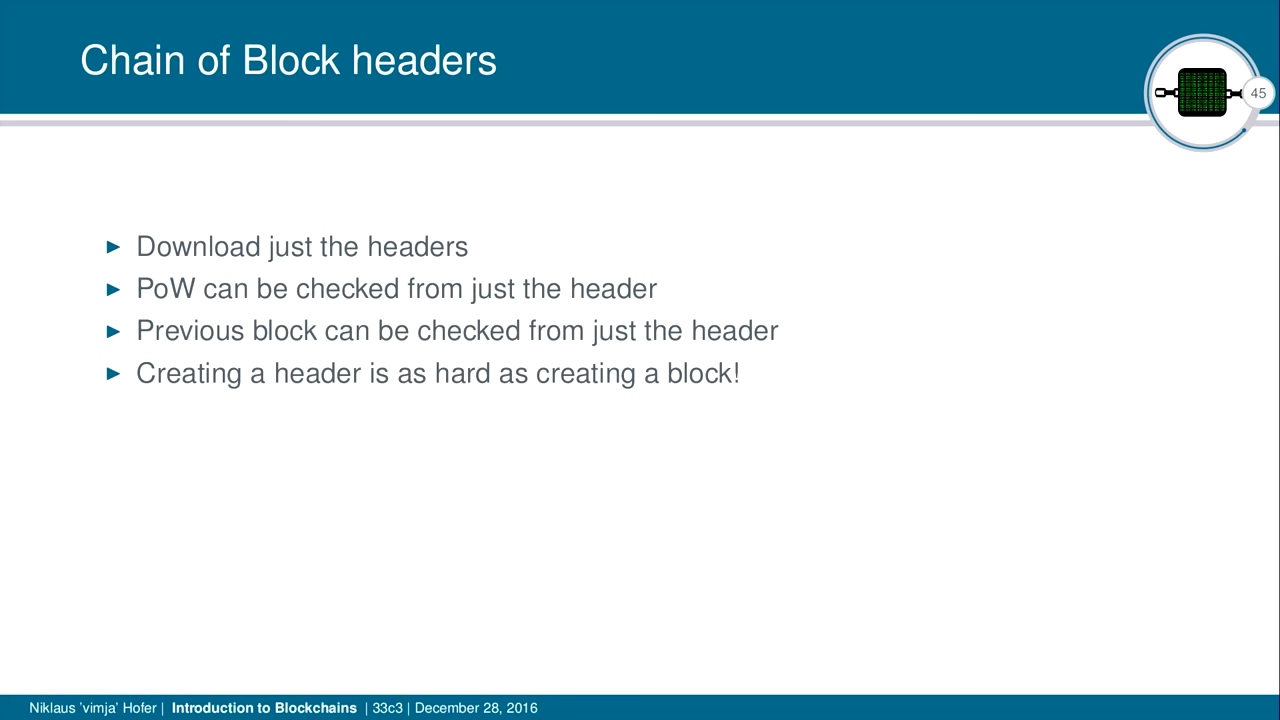 Chain of Block headers
45
Download just the headers
PoW can be checked from just the header
Previous block can be checked from just the header
Creating a header is as hard as creating a block!
Niklaus 'vimja' Hofer | Introduction to Blockchains | 33c3 | December 28, 2016